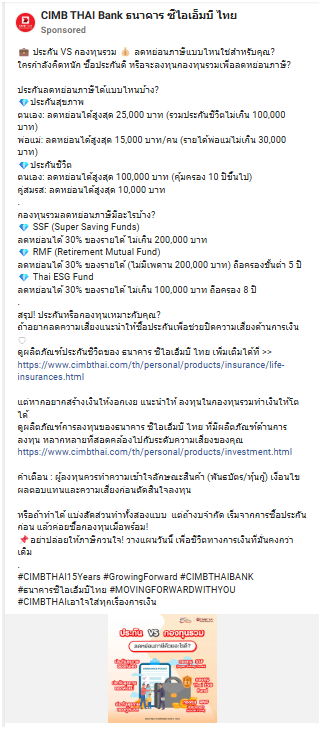 CIMB THAI Bank ธนาคาร ซีไอเอ็มบี ไทย
Sponsored
💼 ประกัน VS กองทุนรวม 💰 ลดหย่อนภาษีแบบไหนใช่สำหรับคุณ?
ใครกำลังคิดหนัก ซื้อประกันดี หรือจะลงทุนกองทุนรวมเพื่อลดหย่อนภาษี?
ประกันลดหย่อนภาษีได้แบบไหนบ้าง?
💎 ประกันสุขภาพ
ตนเอง: ลดหย่อนได้สูงสุด 25,000 บาท (รวมประกันชีวิตไม่เกิน 100,000
บาท)
พ่อแม่: ลดหย่อนได้สูงสุด 15,000 บาท/คน (รายได้พ่อแม่ไม่เกิน 30,000
บาท)
💎 ประกันชีวิต
ตนเอง: ลดหย่อนได้สูงสุด 100,000 บาท (คุ้มครอง 10 ปีขึ้นไป)
คู่สมรส: ลดหย่อนได้สูงสุด 10,000 บาท
.
กองทุนรวมลดหย่อนภาษีมีอะไรบ้าง?
💎 SSF (Super Saving Funds)
ลดหย่อนได้ 30% ของรายได้ ไม่เกิน 200,000 บาท
💎 RMF (Retirement Mutual Fund)
ลดหย่อนได้ 30% ของรายได้ (ไม่มีเพดาน 200,000 บาท) ถือครองขั้นต่ำ 5 ปี
💎 Thai ESG Fund
ลดหย่อนได้ 30% ของรายได้ ไม่เกิน 100,000 บาท ถือครอง 8 ปี
.
สรุป! ประกันหรือกองทุนเหมาะกับคุณ?
ถ้าอยากลดความเสี่ยงแนะนำให้ซื้อประกันเพื่อช่วยปิดความเสี่ยงด้านการเงิน
♡
ดูผลิตภัณฑ์ประกันชีวิตของ ธนาคาร ซีไอเอ็มบี ไทย เพิ่มเติมได้ที่ >>
https://www.cimbthai.com/th/personal/products/insurance/life-
insurances.html
แต่หากอยากสร้างเงินให้งอกเงย แนะนำให้ ลงทุนในกองทุนรวมทำเงินให้โต
ได้
ดูผลิตภัณฑ์การลงทุนของธนาคาร ซีไอเอ็มบี ไทย ที่มีผลิตภัณฑ์ด้านการ
ลงทุน หลากหลายที่สอดคล้องไปกับระดับความเสี่ยงของคุณ
https://www.cimbthai.com/th/personal/products/investment.html
คำเตือน : ผู้ลงทุนควรทำความเข้าใจลักษณะสินค้า (พันธบัตร/หุ้นกู้) เงื่อนไข
ผลตอบแทนและความเสี่ยงก่อนตัดสินใจลงทุน
หรือถ้าทำได้ แบ่งสัดส่วนทำทั้งสองแบบ แต่ถ้างบจำกัด เริ่มจากการซื้อประกัน
ก่อน แล้วค่อยซื้อกองทุนเมื่อพร้อม!
📌 อย่าปล่อยให้ภาษีกวนใจ! วางแผนวันนี้ เพื่อชีวิตทางการเงินที่มั่นคงกว่า
เดิม
.
#CIMBTHAI15Years #GrowingForward #CIMBTHAIBANK
#ธนาคารซีไอเอ็มบีไทย #MOVINGFORWARDWITHYOU
#CIMBTHAIเอาใจใส่ทุกเรื่องการเงิน
ประกัน VS กองทุนรวม
ลดหย่อนภาษีด้วยอะไรดี?